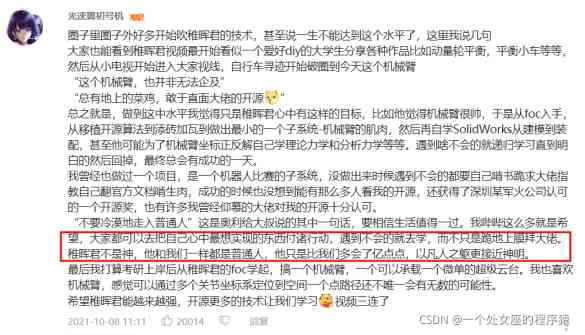 光速翼初号机
圈子里圈子外好多开始吹稚晖君的技术，甚至说一生不能达到这个水平了，这里我说几句
大家也能看到稚晖君视频最开始看似一个爱好diy的大学生分享各种作品比如动量轮平衡，平衡小车等等，
然后从小电视开始进入大家视线，自行车寻迹开始破圈到今天这个机械臂
“这个机械臂，也并非无法企及”
“总有地上的菜鸡，敢于直面大佬的开源”
总之就是，做到这中水平我觉得只是稚晖君心中有这样的目标，比如他觉得机械臂很帅，于是从foc入手，
从移植开源算法到添砖加瓦到做出最小的一个子系统-机械臂的肌肉，然后再自学SolidWorks从建模到装
配，甚至他可能为了机械臂坐标正反解自己学理论力学和分析力学等等。遇到啥不会的就递归学习直到明
白的然后回掉，最终总会有成功的一天。
我曾经也做过一个项目，是一个机器人比赛的子系统，没做出来时候遇到不会的都要自己啃书跪求大佬指
教自己翻官方文档啃生肉，成功的时候也没想到能有那么多人看我的开源，还获得了深圳某军火公司认可
的一个开源奖，也有许多我曾经仰慕的大佬对我的开源十分认可。
“不要冷漠地走入普通人”这是奥利给大叔说的其中一句话，要相信生活值得一过。我哔哔这么多就是希
望，大家都可以去把自己心中最想实现的东西付诸行动，遇到不会的就去学，而不只是跪地上膜拜大佬。
稚晖君不是神，他和我们一样都是普通人，他只是比我们多会了亿点点，以凡人之躯更接近神明。
最后我打算考研上岸后从稚晖君的foc学起，搞一个机械臂，一个可以承载一个微单的超级云台。我也喜欢
机械臂，感觉可以通过多个关节坐标系定位到空间一个点路径还不唯一会有无数的可能性。
希望稚晖君能越来越强，开源更多的技术让我们学习 视频三连了
2021-10-08 11:11 20014 回复
CSDN @一个处女座的程序猿